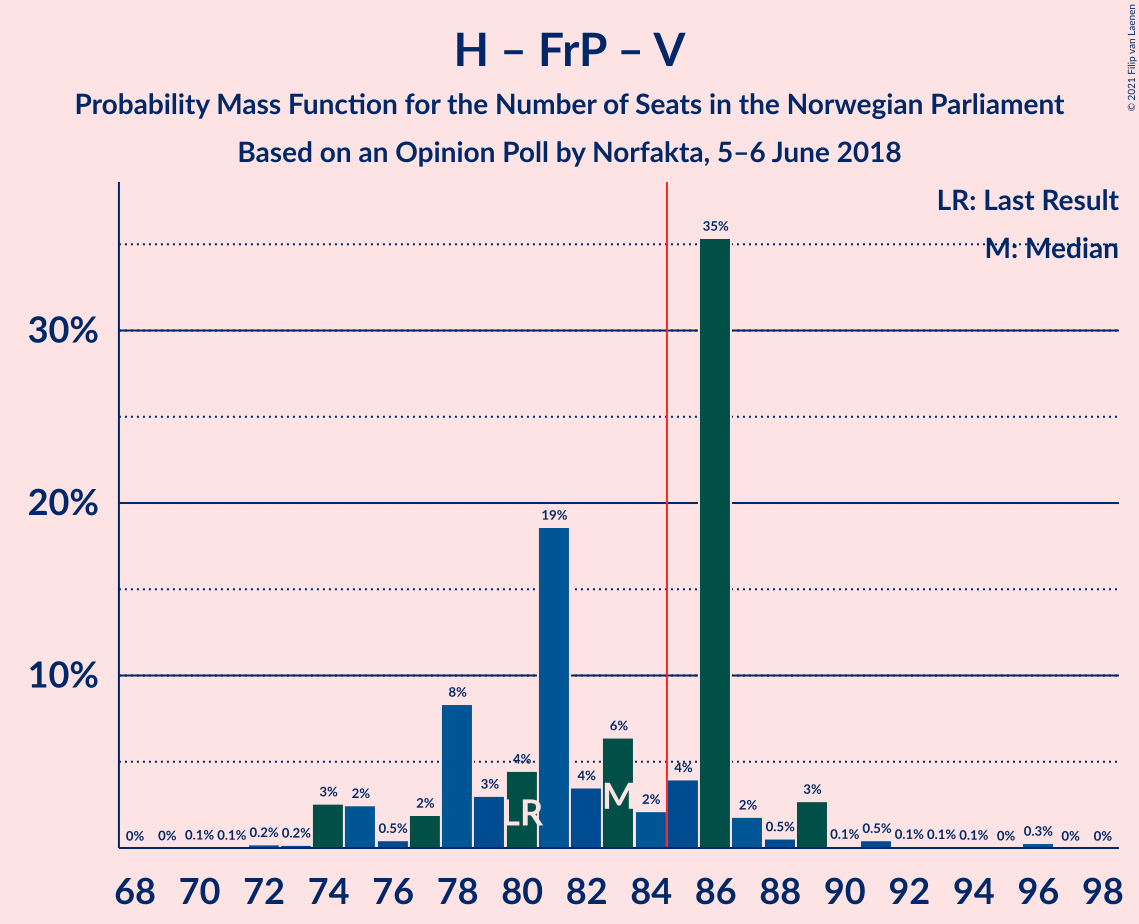 H – FrP – V
Probability Mass Function for the Number of Seats in the Norwegian Parliament
Based on an Opinion Poll by Norfakta, 5–6 June 2018
© 2021 Filip van Laenen
LR: Last Result
M: Median
30%
20%
10%
0% 0% 0.1% 0.1% 0.2% 0.2% 3% 2% 0.5% 2% 8% 3% 4% 19% 4% 6% 2% 4% 35% 2% 0.5% 3% 0.1% 0.5% 0.1% 0.1% 0.1% 0% 0.3% 0% 0%
LR M
68 70 72 74 76 78 80 82 84 86 88 90 92 94 96 98